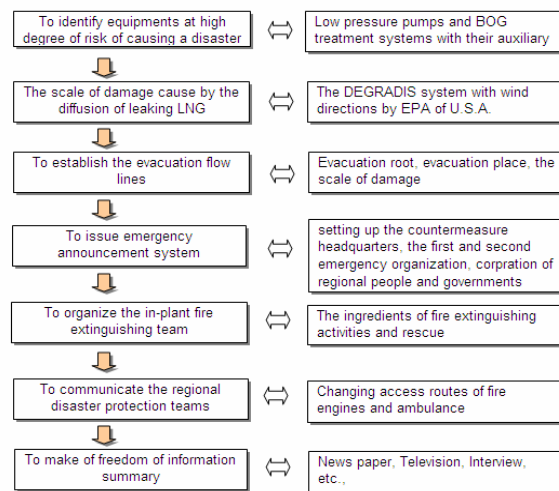 To identify equipments at high
degree of risk of causing a disaster
Low pressure pumps and BOG
treatment systems with their auxiliary
The scale of damage cause by the
diffusion of leaking LNG
The DEGRADIS system with wind
directions by EPA of U.S.A.
To establish the evacuation flow
lines
Evacuation root, evacuation place, the
scale of damage
To issue emergency
announcement system
setting up the countermeasure
headquarters, the first and second
emergency organization, corpration of
regional people and governments
To organize the in-plant fire
extinguishing team
The ingredients of fire extinguishing
activities and rescue
To communicate the regional
disaster protection teams
Changing access routes of fire
engines and ambulance
To make of freedom of information
summary
News paper, Television, Interview,
etc.,